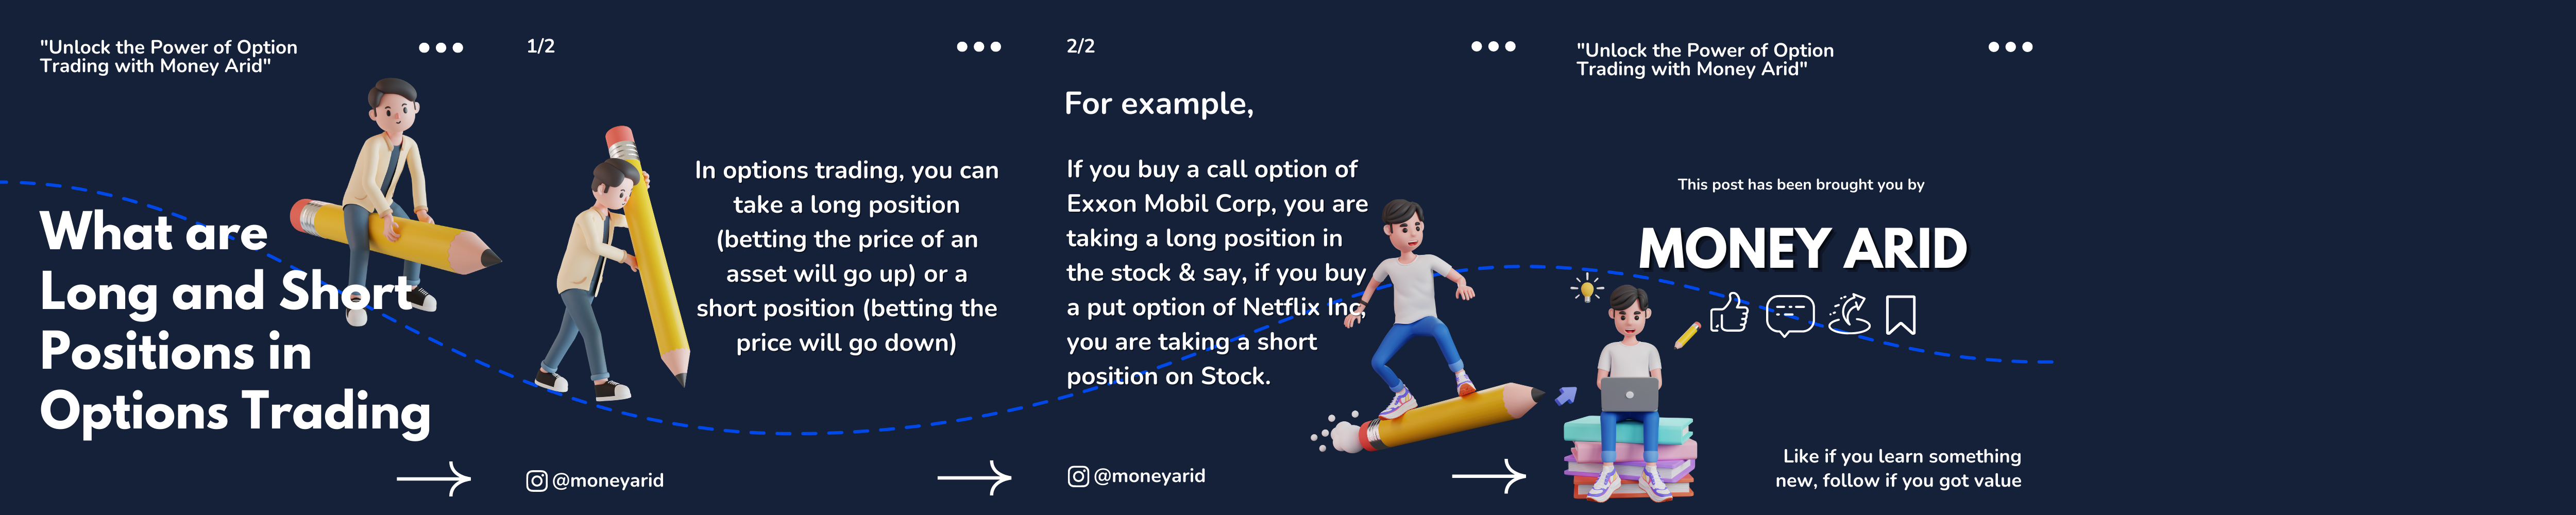 "Unlock the Power of Option
Trading with Money Arid"
What are
Long and Short
Positions in
Options Trading
1/2
In options trading, you can
take a long position
(betting the price of an
asset will go up) or a
short position (betting the
price will go down)
@moneyarid
2/2
For example,
If you buy a call option of
Exxon Mobil Corp, you are
taking a long position in
the stock & say, if you buy
a put option of Netflix Inc,
you are taking a short
position on Stock.
@moneyarid
"Unlock the Power of Option
Trading with Money Arid"
This post has been brought you by
MONEY ARID
Like if you learn something
new, follow if you got value